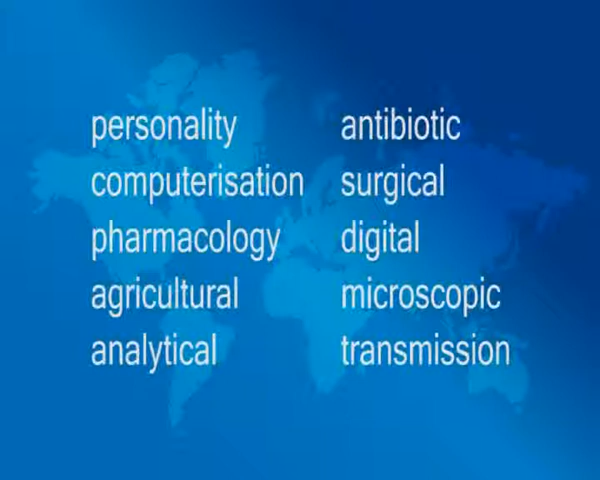 personality
computerisation
pharmacology
agricultural
analytical
antibiotic
surgical
digital
microscopic
transmission